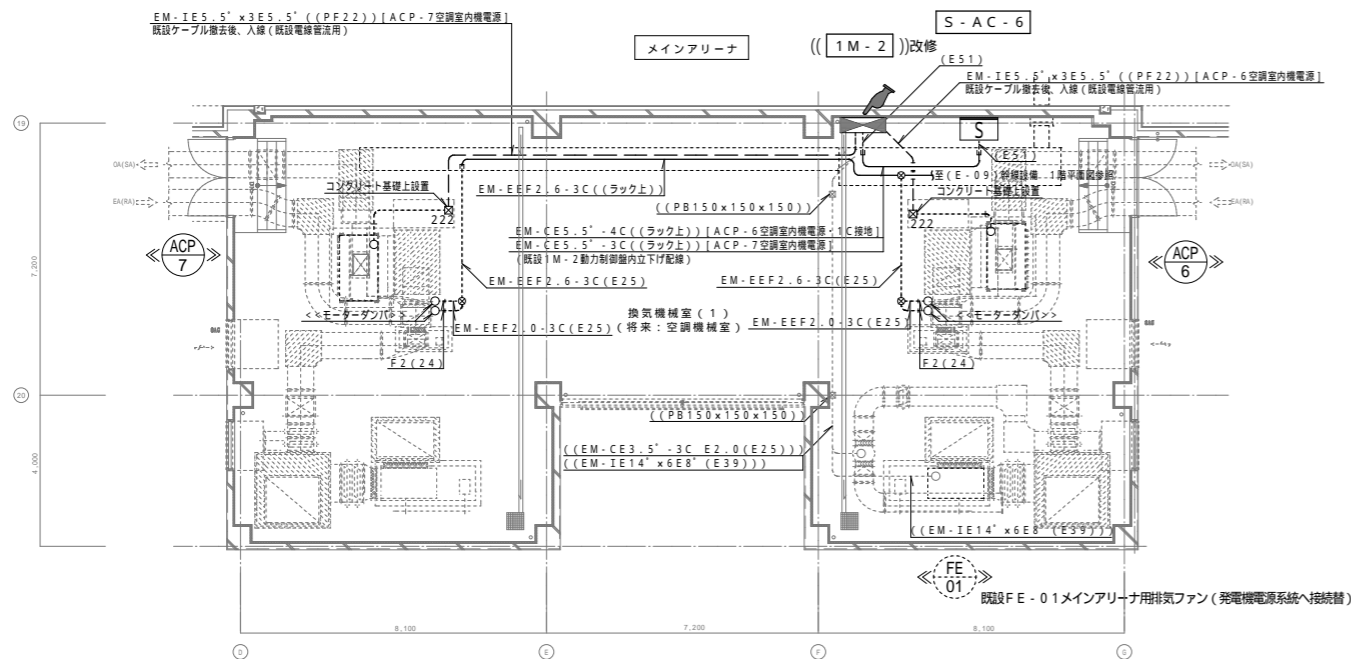 EM-IE5.5°x3E5.5°((PF22))[ACP-7空調室内機電源]
既設ケーブル撤去後、入線(既設電線管流用)
S-AC-6
メインアリーナ
((1M-2))改修
(E51)
EM-IE5.5°x3E5.5°((PF22))[ACP-6空調室内機電源]
既設ケーブル撤去後、入線(既設電線管流用)
19
S
(E51)
OA(SA)
OA(SA)
至(E-09)幹線設備 1階平面図参照
コンクリート基礎上設置
EM-EEF2.6-3C((ラック上))
コンクリート基礎上設置
EA(RA)
EA(RA)
((PB150x150x150))
222
222
EM-CE5.5°-4C((ラック上))[ACP-6空調室内機電源・1C接地]
EM-CE5.5°-3C((ラック上))[ACP-7空調室内機電源]
(既設1M-2動力制御盤内立下げ配線)
ACP
7
ACP
6
7,200
EM-EEF2.6-3C(E25)
EM-EEF2.6-3C(E25)
<<モーターダンパ>>
<<モーターダンパ>>
換気機械室(1)
(将来:空調機械室)
EM-EEF2.0-3C(E25)
EM-EEF2.0-3C(E25)
F2(24)
F2(24)
20
((PB150x150x150))
((EM-CE3.5°-3C E2.0(E25)))
((EM-IE14°x6E8°(E39)))
4,000
((EM-IE14°x6E8°(E39)))
FE
01
既設FE-01メインアリーナ用排気ファン(発電機電源系統へ接続替)
8,100
7,200
8,100
D
E
F
G